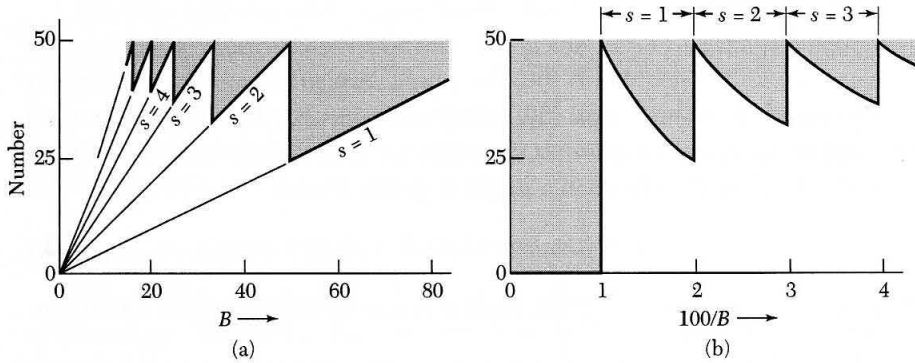 50
25
0
Number
s = 4
s = 3
s = 2
s = 1
0
20
40
60
80
B
(a)
s = 1
s = 2
s = 3
50
25
0
0
1
2
3
4
100/B
(b)